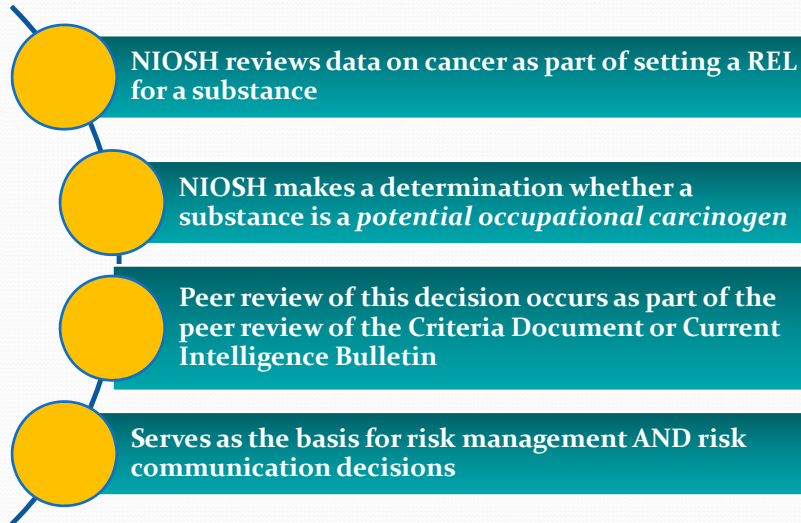 NIOSH reviews data on cancer as part of setting a REL
for a substance
NIOSH makes a determination whether a
substance is a potential occupational carcinogen
Peer review of this decision occurs as part of the
peer review of the Criteria Document or Current
Intelligence Bulletin
Serves as the basis for risk management AND risk
communication decisions